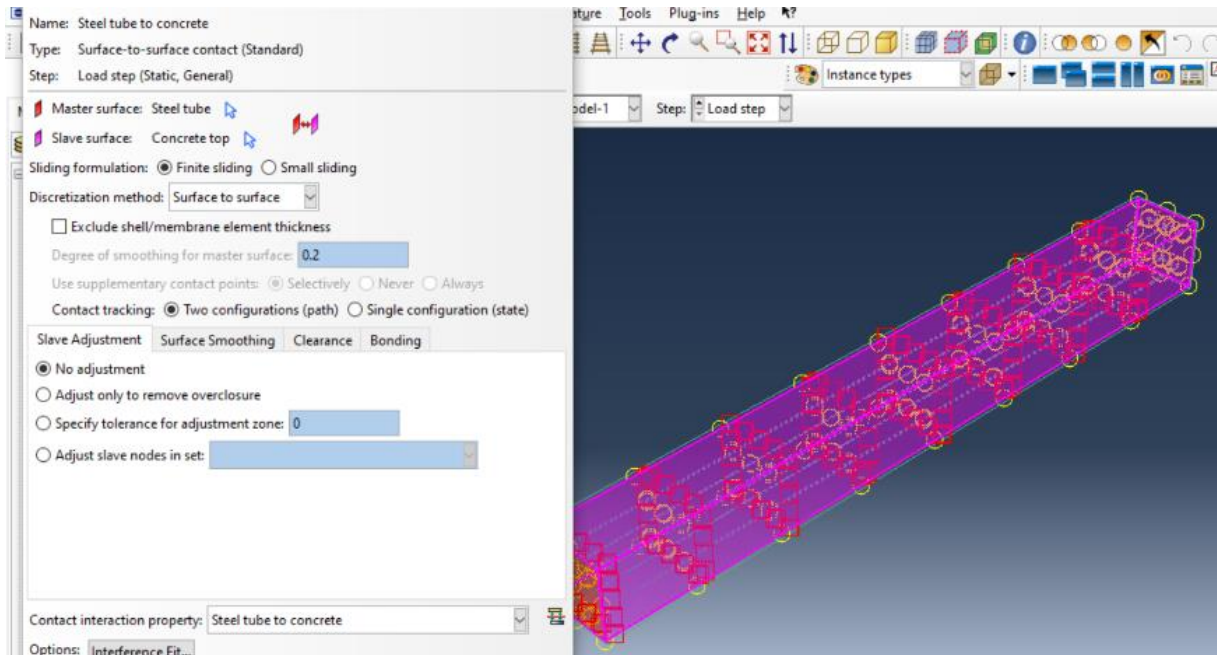 Name: Steel tube to concrete
Type: Surface-to-surface contact (Standard)
Step: Load step (Static, General)
Master surface: Steel tube
Slave surface: Concrete top
Sliding formulation: Finite sliding Small sliding
Discretization method: Surface to surface
Exclude shell/membrane element thickness
Degree of smoothing for master surface: 0.2
Use supplementary contact points: Selectively Never Always
Contact tracking: Two configurations (path) Single configuration (state)
Slave Adjustment Surface Smoothing Clearance Bonding
No adjustment
Adjust only to remove overclosure
Specify tolerance for adjustment zone: 0
Adjust slave nodes in set:
Contact interaction property: Steel tube to concrete
Options: Interference Fit...
ature Tools Plug-ins Help
Instance types
odel-1 Step: Load step